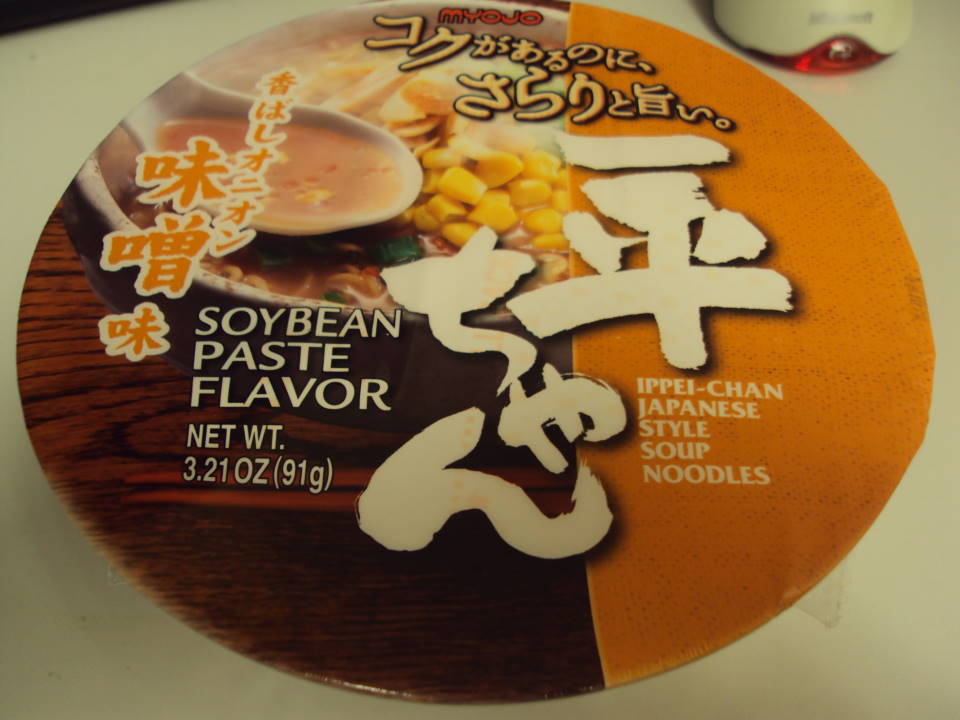 MYOJO
コクがあるのに、
さらりと旨い。
香ばしオニオン
味噌味
一平ちゃん
SOYBEAN
PASTE
FLAVOR
NET WT.
3.21 OZ (91g)
IPPEI-CHAN
JAPANESE
STYLE
SOUP
NOODLES